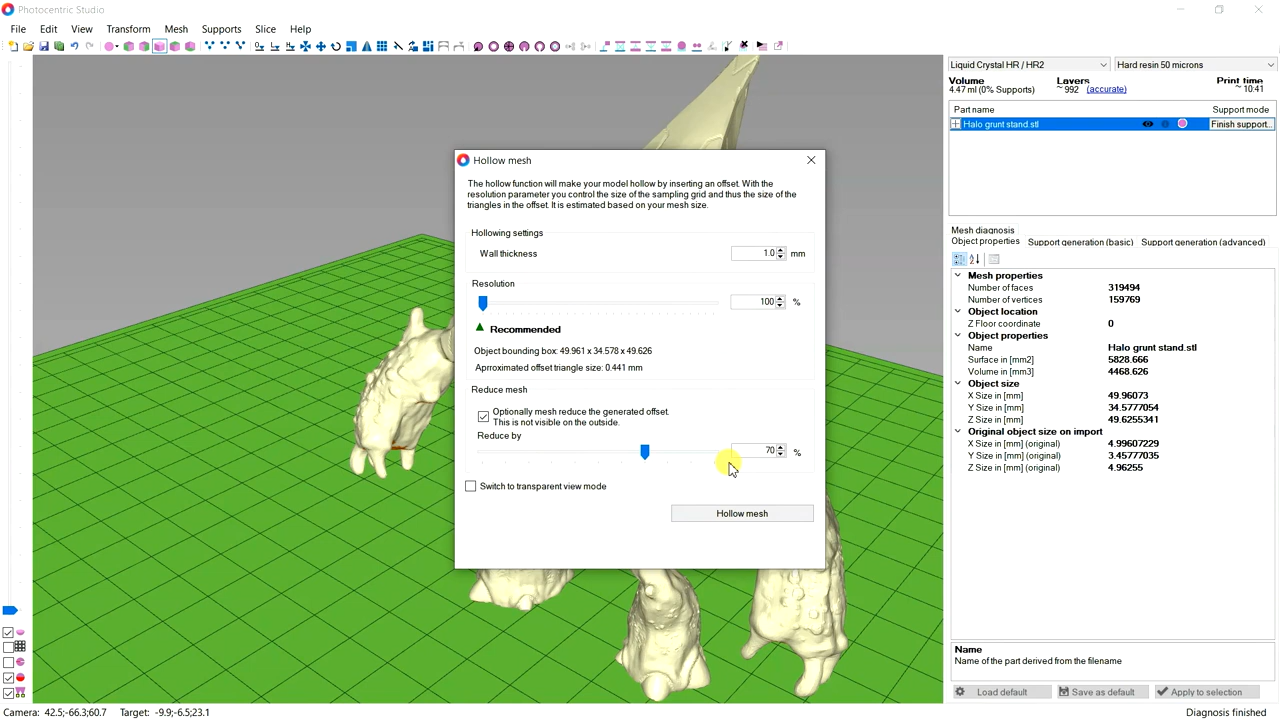 Photocentric Studio
File Edit View Transform Mesh Supports Slice Help
Liquid Crystal HR / HR2
Hard resin 50 microns
Volume Layers Print time
4.47 ml (0% Supports) ~ 992 (accurate) ~ 10:41
Part name Support mode
Halo grunt stand.stl Finish support...
Hollow mesh
The hollow function will make your model hollow by inserting an offset. With the
resolution parameter you control the size of the sampling grid and thus the size of the
triangles in the offset. It is estimated based on your mesh size.
Hollowing settings
Wall thickness 1.0 mm
Resolution
100 %
Recommended
Object bounding box: 49.961 x 34.578 x 49.626
Aprroximated offset triangle size: 0.441 mm
Reduce mesh
Optionally mesh reduce the generated offset.
This is not visible on the outside.
Reduce by
70 %
Switch to transparent view mode
Hollow mesh
Mesh diagnosis
Object properties Support generation (basic) Support generation (advanced)
Mesh properties
Number of faces 319494
Number of vertices 159769
Object location
Z Floor coordinate 0
Object properties
Name Halo grunt stand.stl
Surface in [mm2] 5828.666
Volume in [mm3] 4468.626
Object size
X Size in [mm] 49.96073
Y Size in [mm] 34.5777054
Z Size in [mm] 49.6255341
Original object size on import
X Size in [mm] (original) 4.99607229
Y Size in [mm] (original) 3.45777035
Z Size in [mm] (original) 4.96255
Name
Name of the part derived from the filename
Load default Save as default Apply to selection
Camera: 42.5;-66.3;60.7 Target: -9.9;-6.5;23.1 Diagnosis finished